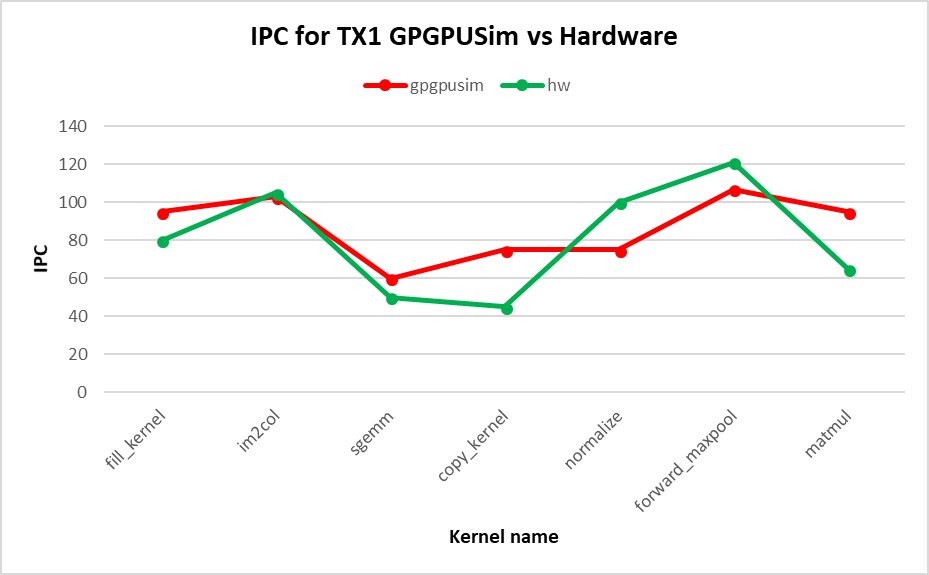 IPC for TX1 GPGPUSim vs Hardware
gpgpusim hw
140
120
100
80
60
40
20
0
IPC
fill_kernel
im2col
sgemm
copy_kernel
normalize
forward_maxpool
matmul
Kernel name